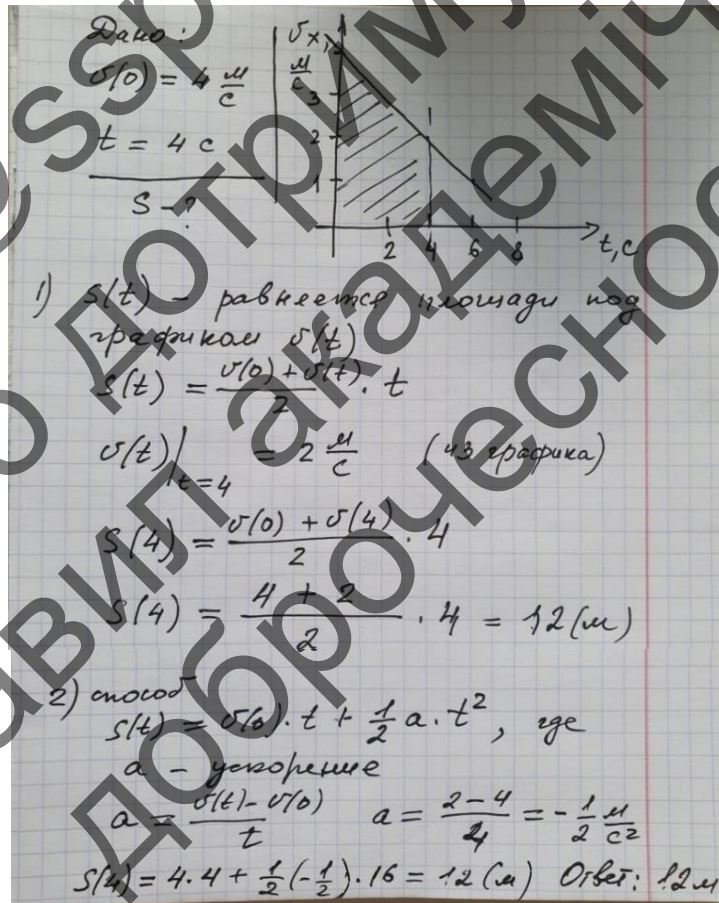 Дано:
v(0) = 4 м/с
t = 4 с
S - ?
v x,
м/с
3
2
1
2 4 6 8
t, с
1) S(t) - равняется площади под
графиком v(t)
S(t) = (v(0) + v(t))/2 · t
v(t)|t=4 = 2 м/с (из графика)
S(4) = (v(0) + v(4))/2 · 4
S(4) = (4 + 2)/2 · 4 = 12 (м)
2) способ
S(t) = v(0) · t + 1/2 a · t², где
a - ускорение
a = (v(t) - v(0))/t a = (2 - 4)/4 = - 1/2 м/с²
S(4) = 4 · 4 + 1/2 (- 1/2) · 16 = 12 (м) Ответ: 12 м
дотриму
академіч
доброчеснос